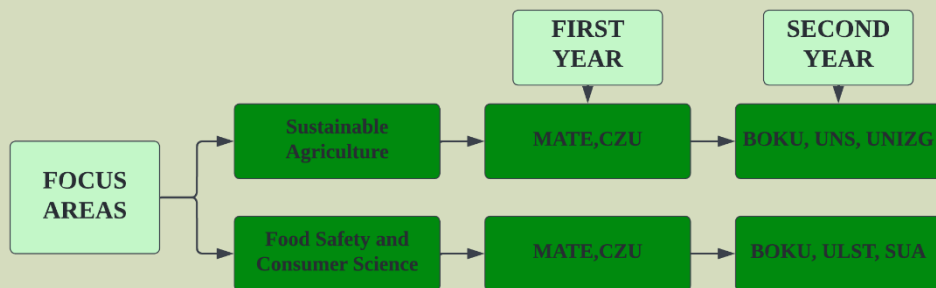 FIRST
YEAR
SECOND
YEAR
FOCUS
AREAS
Sustainable
Agriculture
MATE,CZU
BOKU, UNS, UNIZG
Food Safety and
Consumer Science
MATE,CZU
BOKU, ULST, SUA